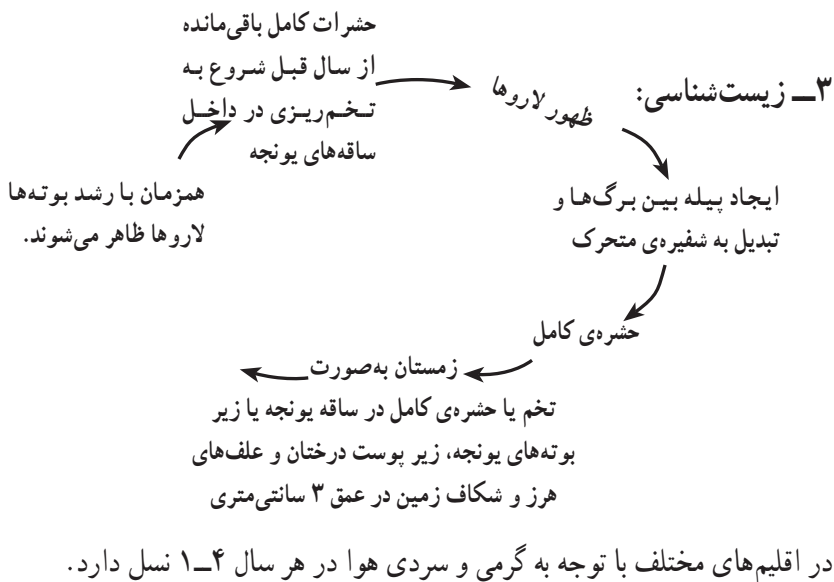 ۳ــ زیست‌شناسی:
حشرات کامل باقی‌مانده
از سال قبل شروع به
تخم‌ریزی در داخل
ساقه‌های یونجه
ظهور لاروها
ایجاد پیله بین برگ‌ها و
تبدیل به شفیره‌ی متحرک
حشره‌ی کامل
زمستان به‌صورت
تخم یا حشره‌ی کامل در ساقه یونجه یا زیر
بوته‌های یونجه، زیر پوست درختان و علف‌های
هرز و شکاف زمین در عمق ۳ سانتی‌متری
همزمان با رشد بوته‌ها
لاروها ظاهر می‌شوند.
در اقلیم‌های مختلف با توجه به گرمی و سردی هوا در هر سال ۴ــ۱ نسل دارد.